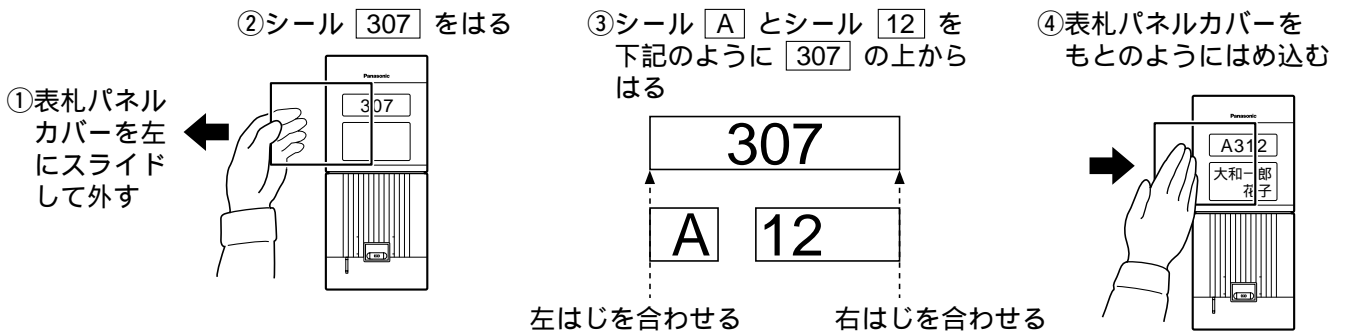 ①表札パネル
カバーを左
にスライド
して外す
②シール 307 をはる
Panasonic
307
③シール A とシール 12 を
下記のように 307 の上から
はる
307
A 12
左はじを合わせる 右はじを合わせる
④表札パネルカバーを
もとのようにはめ込む
Panasonic
A312
大和一郎
花子